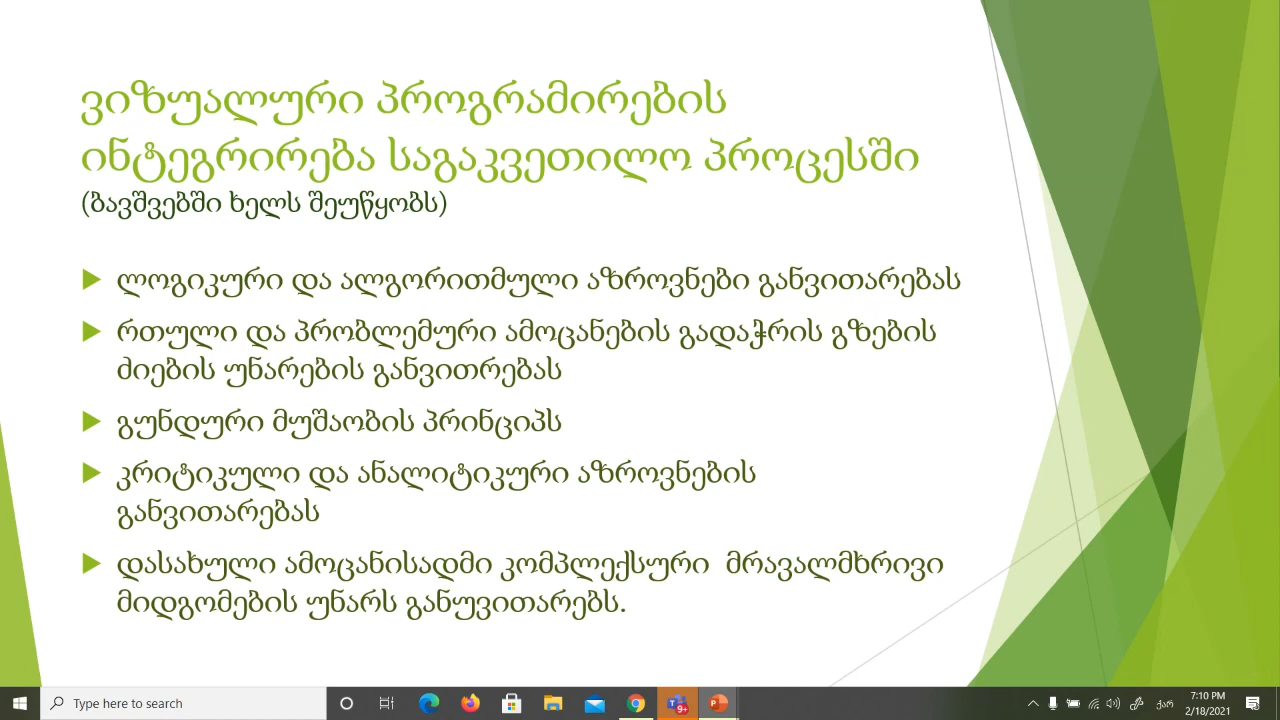 ვიზუალური პროგრამირების
ინტეგრირება საგაკვეთილო პროცესში
(ბავშვებში ხელს შეუწყობს)
ლოგიკური და ალგორითმული აზროვნები განვითარებას
რთული და პრობლემური ამოცანების გადაჭრის გზების
ძიების უნარების განვითრებას
გუნდური მუშაობის პრინციპს
კრიტიკული და ანალიტიკური აზროვნების
განვითარებას
დასახული ამოცანისადმი კომპლექსური მრავალმხრივი
მიდგომების უნარს განუვითარებს.
Type here to search
9+
ქარ
7:10 PM
2/18/2021